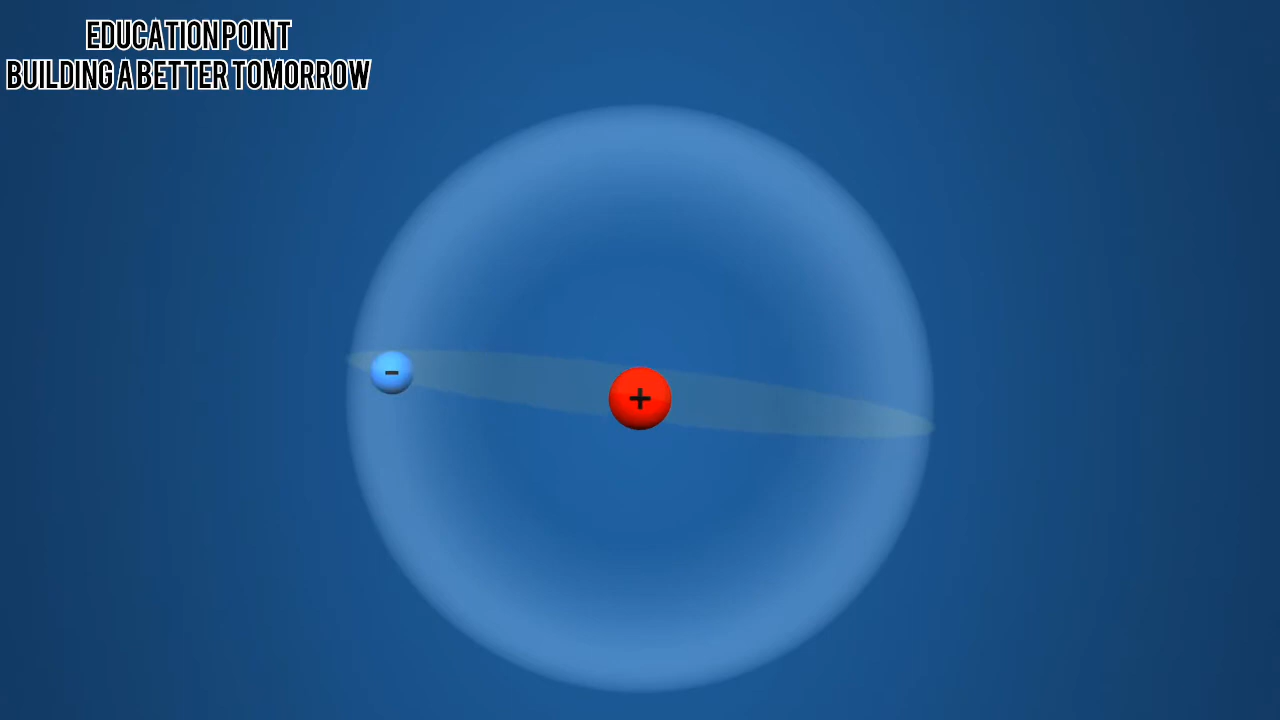 EDUCATION POINT
BUILDING A BETTER TOMORROW
-
+